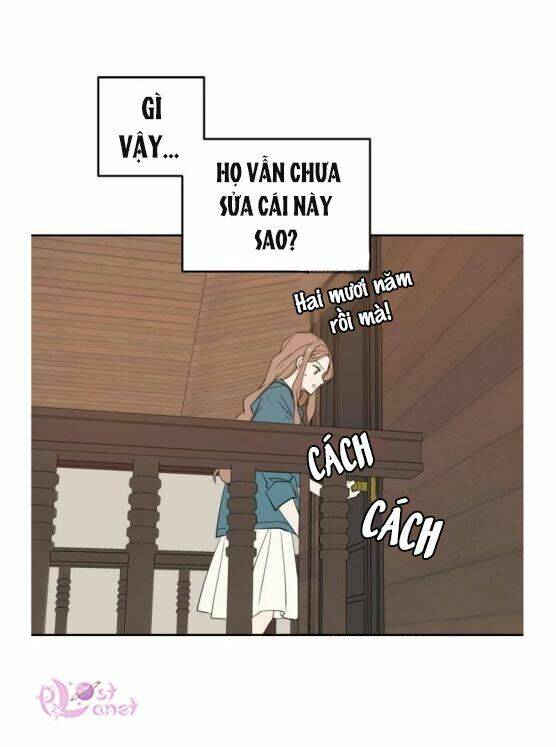 GÌ
VẬY...
HỌ VẪN CHƯA
SỬA CÁI NÀY
SAO?
Hai mươi năm
rồi mà!
CÁCH
CÁCH
Lost
Planet